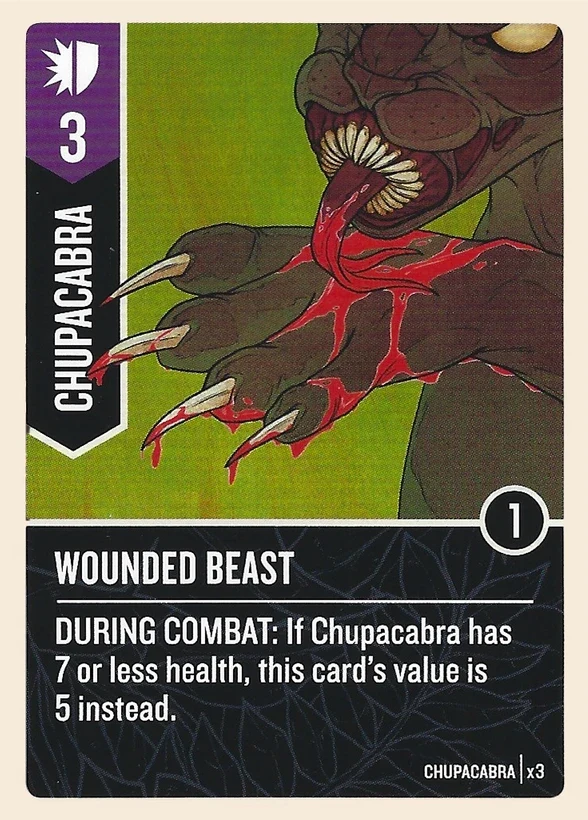 3
CHUPACABRA
1
WOUNDED BEAST
DURING COMBAT: If Chupacabra has
7 or less health, this card's value is
5 instead.
CHUPACABRA | x3